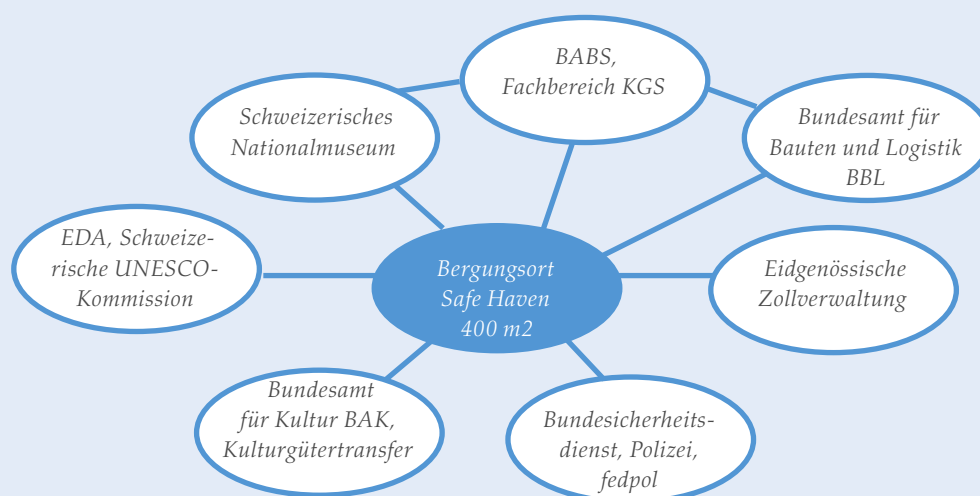 BABS,
Fachbereich KGS
Schweizerisches
Nationalmuseum
Bundesamt für
Bauten und Logistik
BBL
EDA, Schweize-
rische UNESCO-
Kommission
Bergungsort
Safe Haven
400 m2
Eidgenössische
Zollverwaltung
Bundesamt
für Kultur BAK,
Kulturgütertransfer
Bundesicherheits-
dienst, Polizei,
fedpol